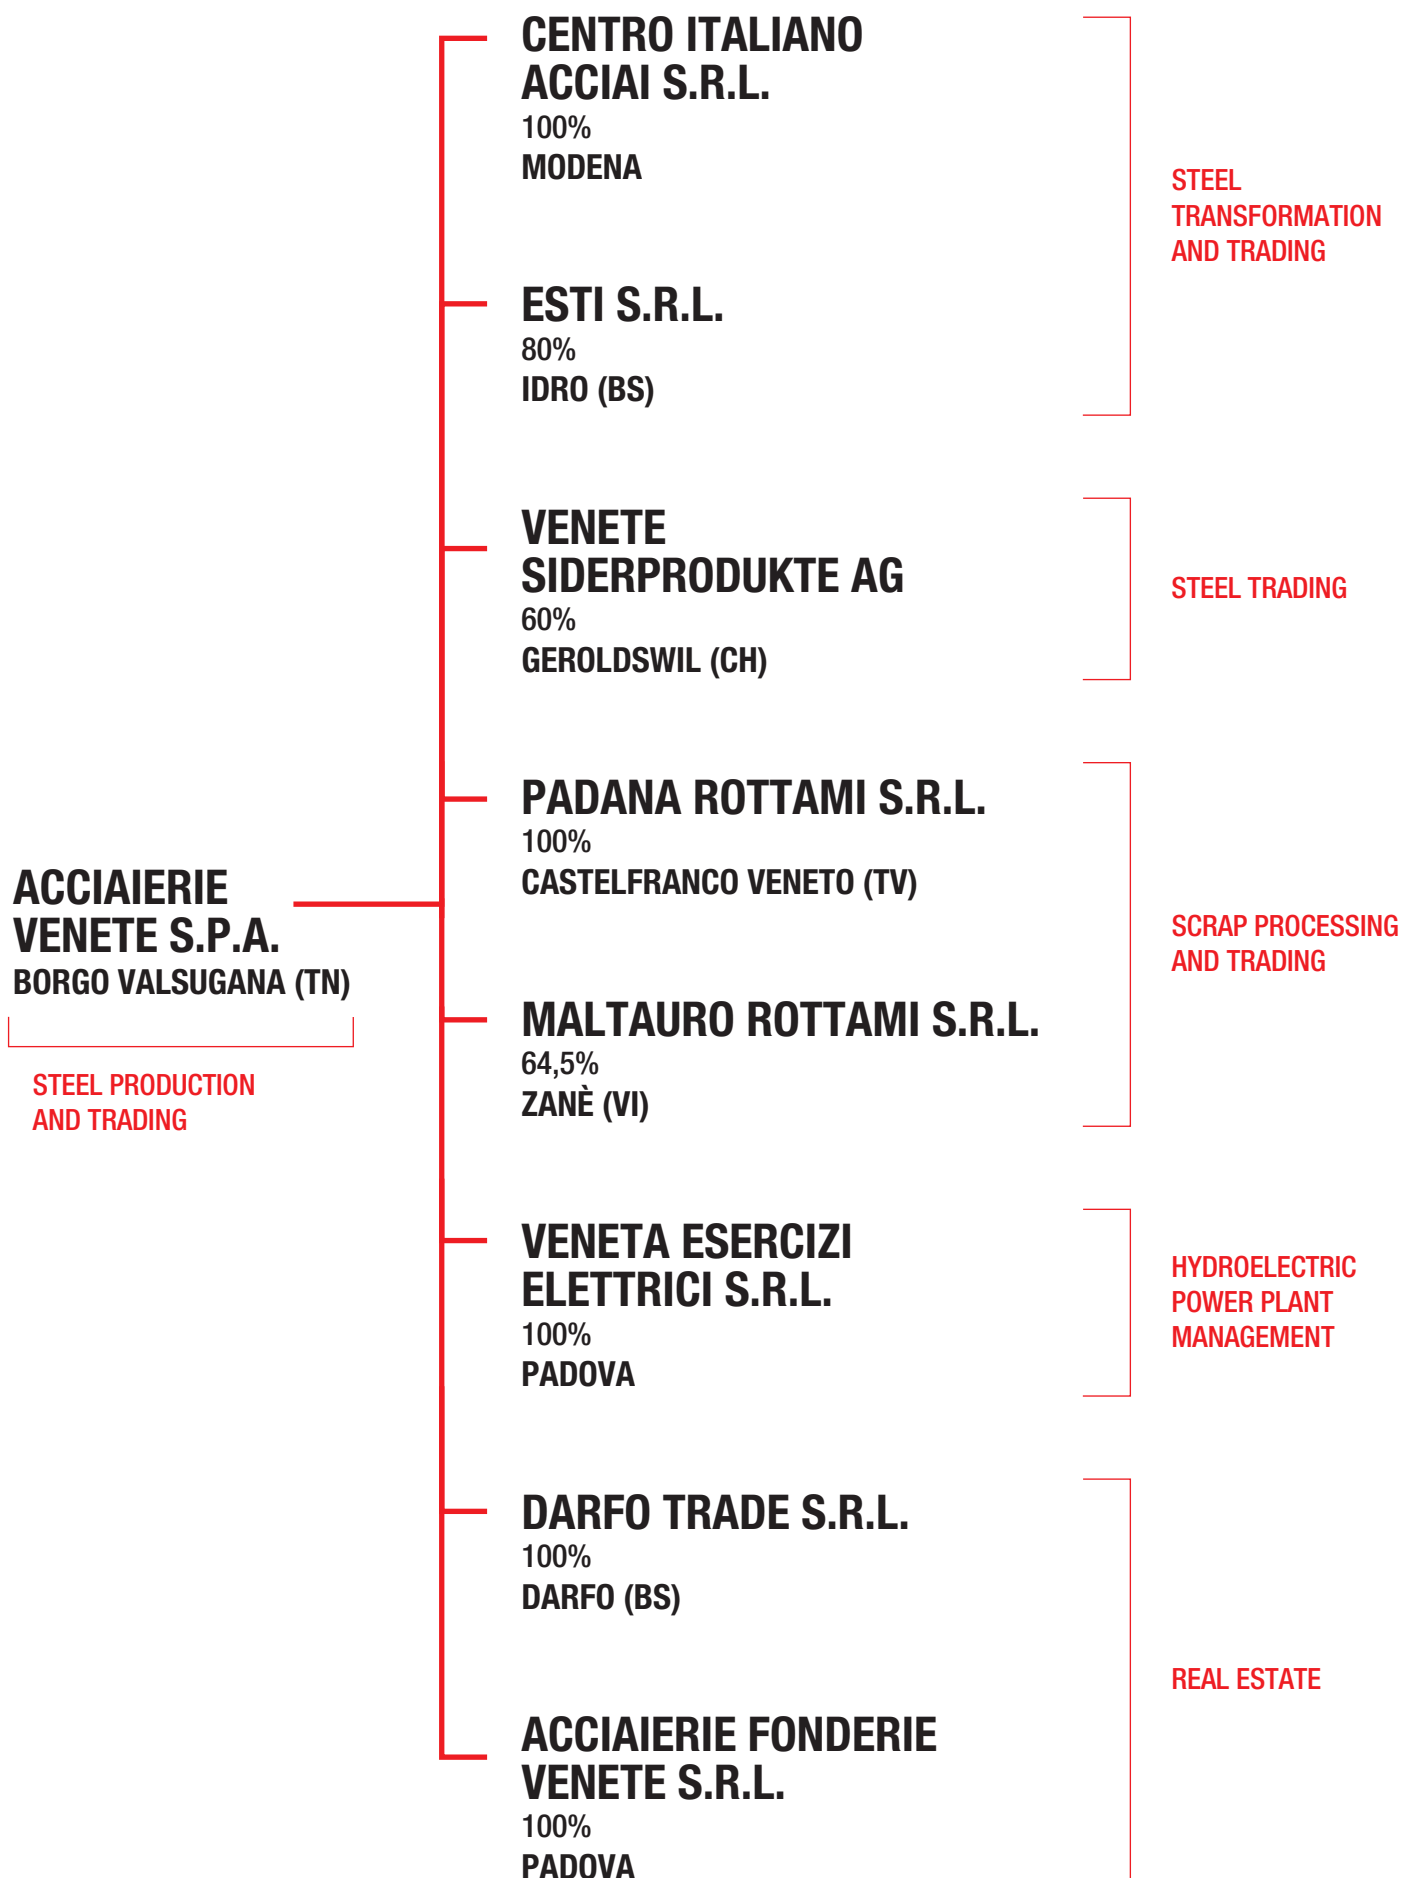 ACCIAIERIE
VENETE S.P.A.
BORGO VALSUGANA (TN)
STEEL PRODUCTION
AND TRADING
CENTRO ITALIANO
ACCIAI S.R.L.
100%
MODENA
ESTI S.R.L.
80%
IDRO (BS)
STEEL
TRANSFORMATION
AND TRADING
VENETE
SIDERPRODUKTE AG
60%
GEROLDSWIL (CH)
STEEL TRADING
PADANA ROTTAMI S.R.L.
100%
CASTELFRANCO VENETO (TV)
MALTAURO ROTTAMI S.R.L.
64,5%
ZANÈ (VI)
SCRAP PROCESSING
AND TRADING
VENETA ESERCIZI
ELETTRICI S.R.L.
100%
PADOVA
HYDROELECTRIC
POWER PLANT
MANAGEMENT
DARFO TRADE S.R.L.
100%
DARFO (BS)
ACCIAIERIE FONDERIE
VENETE S.R.L.
100%
PADOVA
REAL ESTATE